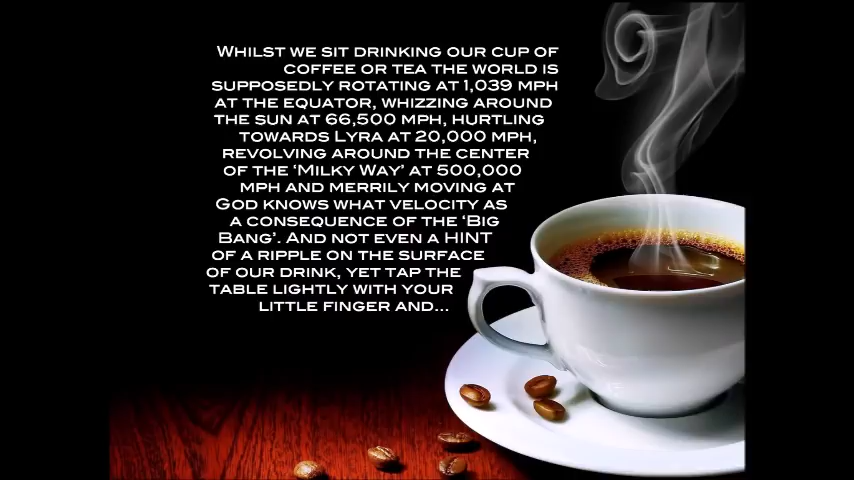 Whilst we sit drinking our cup of
coffee or tea the world is
supposedly rotating at 1,039 mph
at the equator, whizzing around
the sun at 66,500 mph, hurtling
towards Lyra at 20,000 mph,
revolving around the center
of the ‘Milky Way’ at 500,000
mph and merrily moving at
God knows what velocity as
a consequence of the ‘Big
Bang’. And not even a HINT
of a ripple on the surface
of our drink, yet tap the
table lightly with your
little finger and...